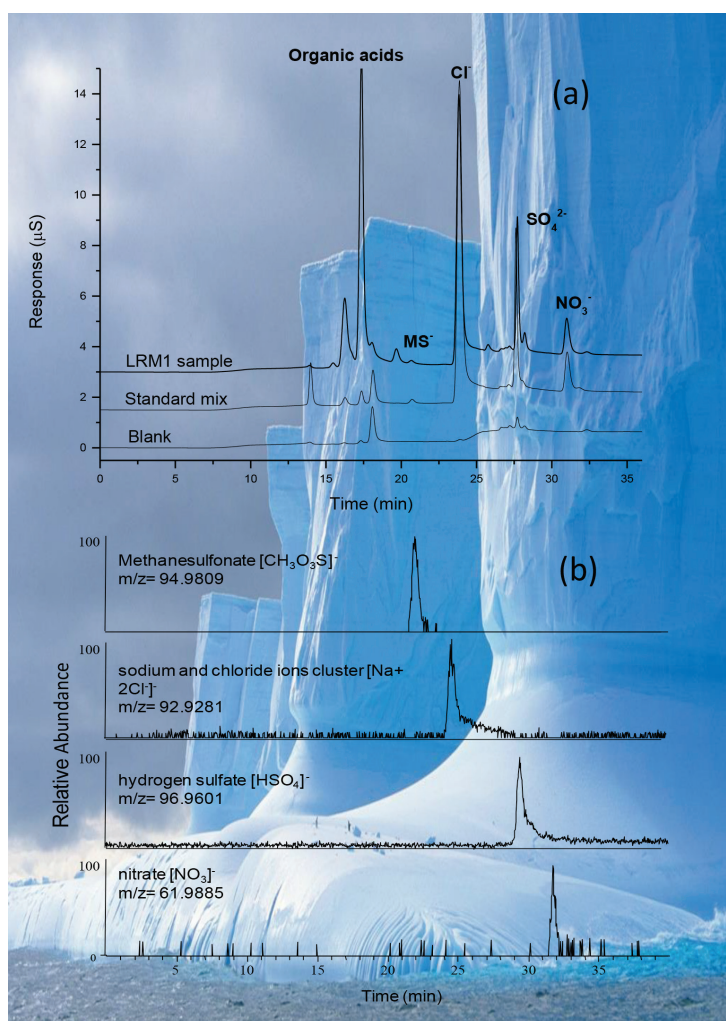 Organic acids
Cl⁻
(a)
14
12
10
8
6
4
2
0
Response (µS)
SO₄²⁻
NO₃⁻
MS⁻
LRM1 sample
Standard mix
Blank
0 5 10 15 20 25 30 35
Time (min)
(b)
Relative Abundance
100
Methanesulfonate [CH₃O₃S]⁻
m/z= 94.9809
100
sodium and chloride ions cluster [Na+
2Cl⁻]⁻
m/z= 92.9281
100
hydrogen sulfate [HSO₄]⁻
m/z= 96.9601
100
nitrate [NO₃]⁻
m/z= 61.9885
0
5 10 15 20 25 30 35
Time (min)